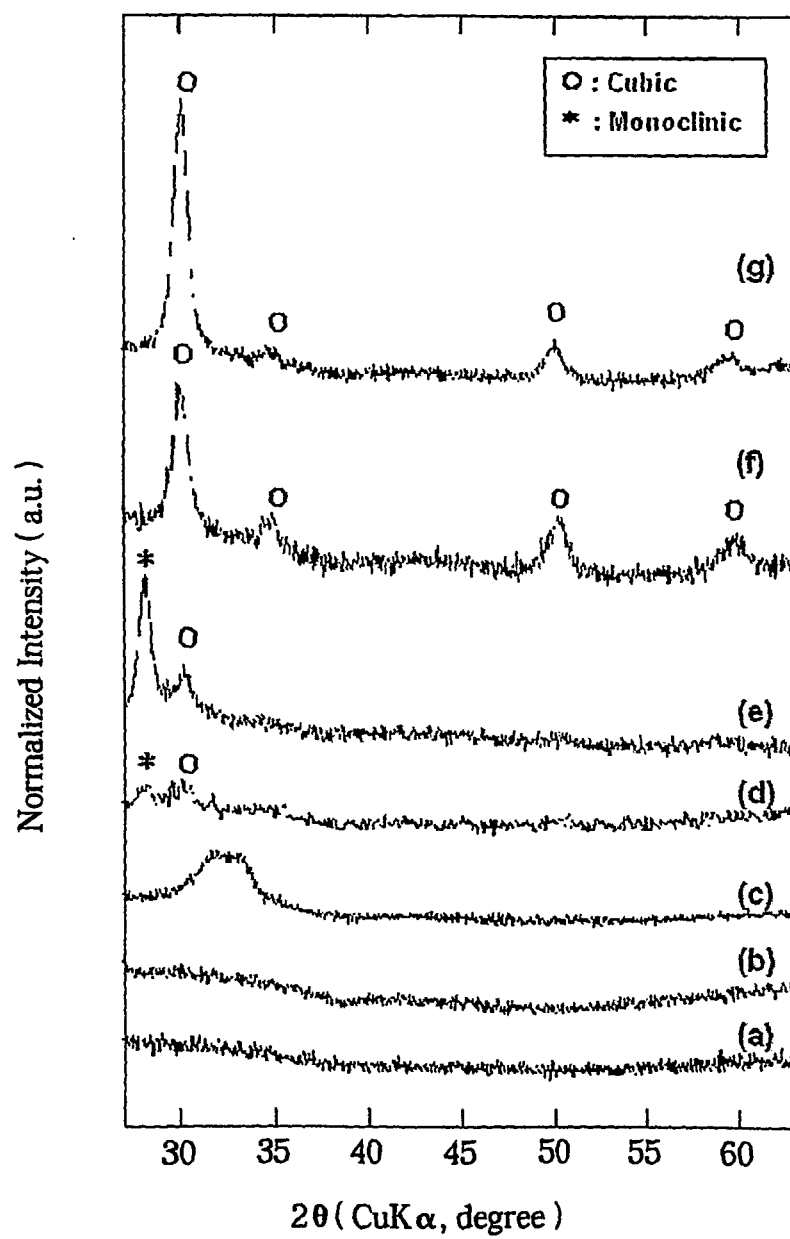 O : Cubic
* : Monoclinic
O
(g)
O
O
O
O
(f)
O
O
O
*
O
(e)
*
O
(d)
(c)
(b)
(a)
Normalized Intensity ( a.u. )
30 35 40 45 50 55 60
2θ ( CuKα, degree )